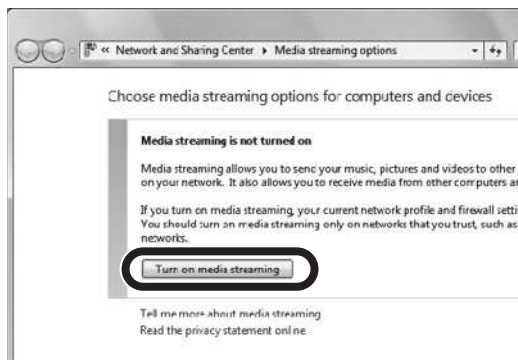 « Network and Sharing Center ▸ Media streaming options
Choose media streaming options for computers and devices
Media streaming is not turned on
Media streaming allows you to send your music, pictures and videos to other
on your network. It also allows you to receive media from other computers
If you turn on media streaming, your current network profile and firewall
You should turn on media streaming only on networks that you trust, such as
networks.
Turn on media streaming
Tell me more about media streaming
Read the privacy statement online